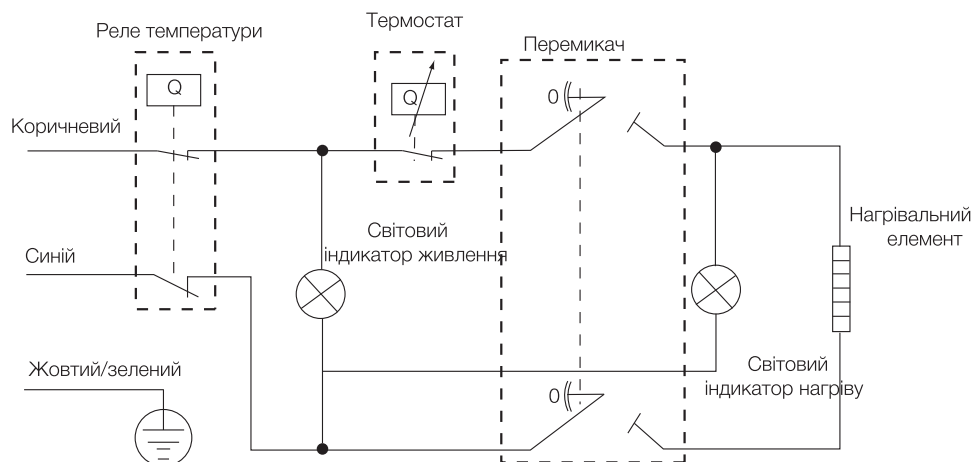 Термостат
Реле температури
Перемикач
Q
Q
0
Коричневий
Нагрівальний
елемент
Світовий
індикатор живлення
Синій
Жовтий/зелений
Світовий
індикатор нагріву
0